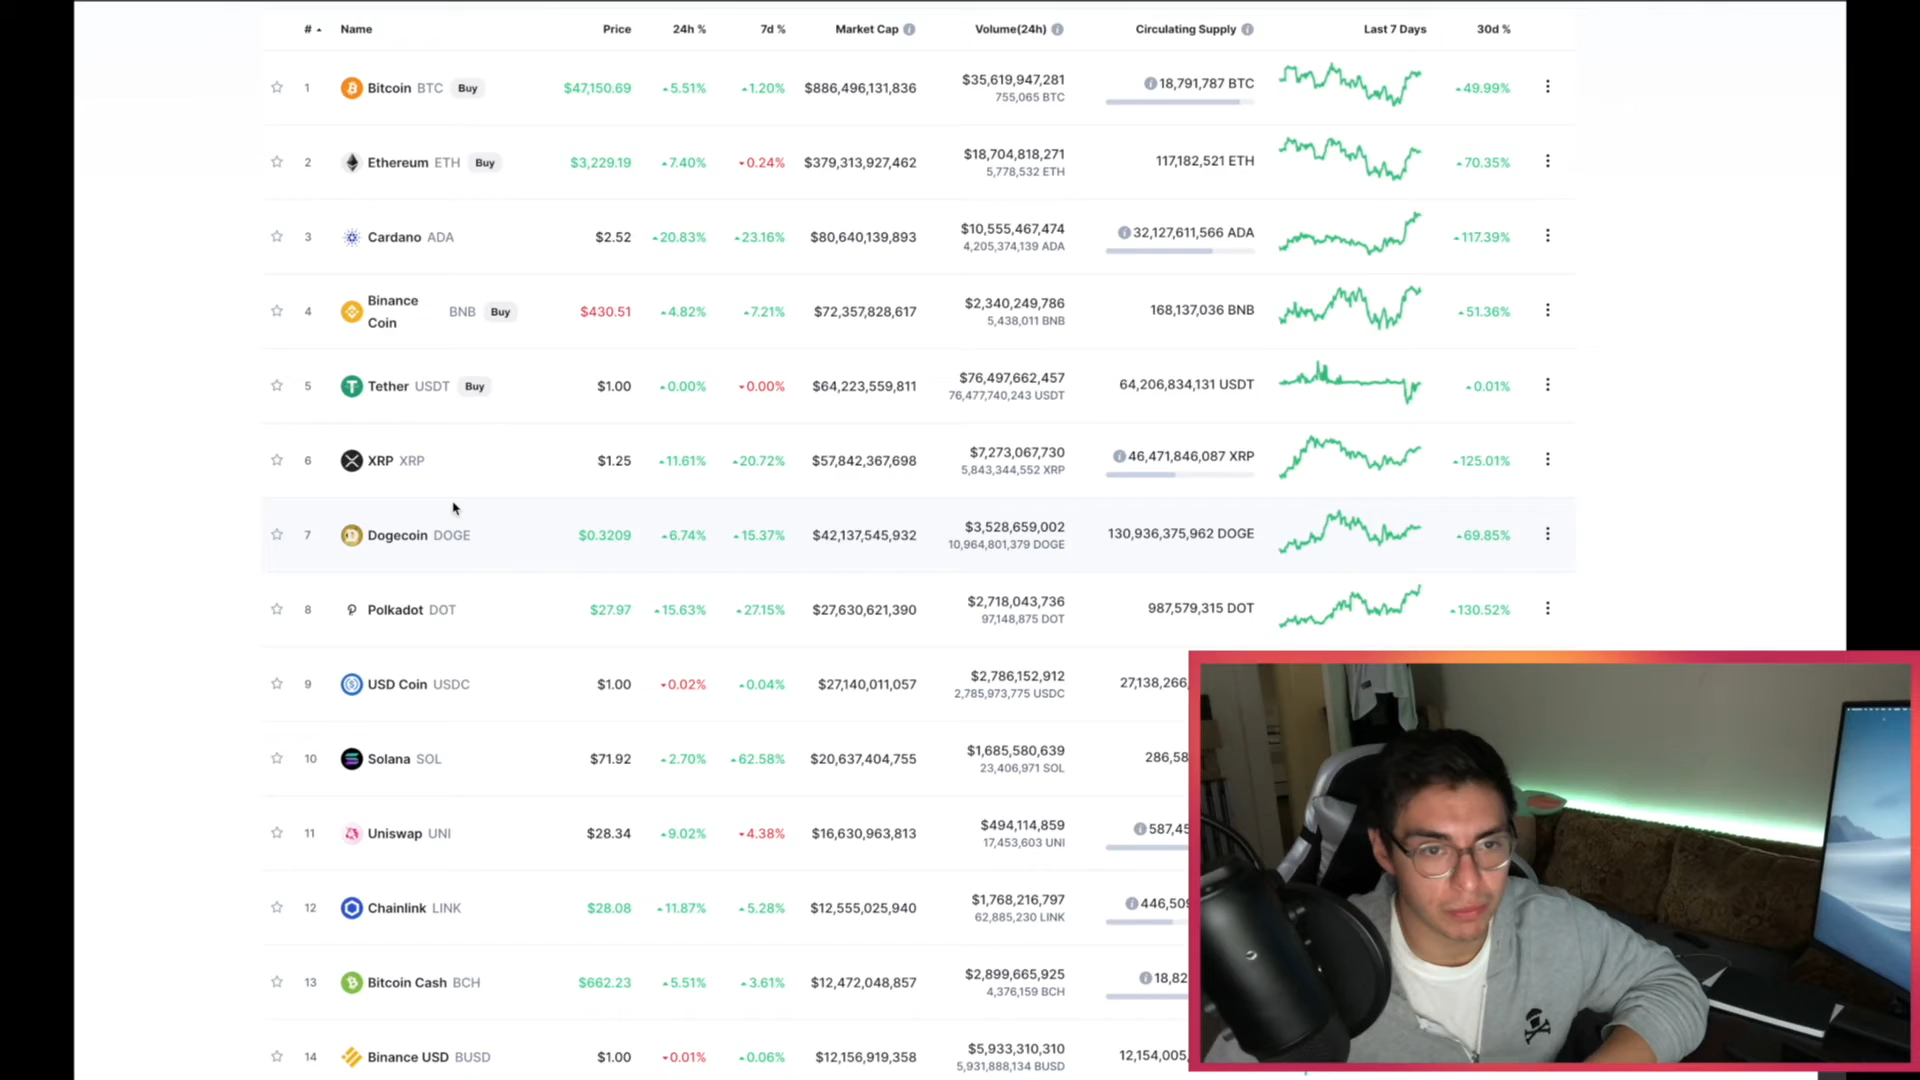 # Name Price 24h % 7d % Market Cap Volume(24h) Circulating Supply Last 7 Days 30d %
1 Bitcoin BTC Buy $47,150.69 5.51% 1.20% $886,496,131,836 $35,619,947,281 18,791,787 BTC 49.99%
755,065 BTC
2 Ethereum ETH Buy $3,229.19 7.40% 0.24% $379,313,927,462 $18,704,818,271 117,182,521 ETH 70.35%
5,778,532 ETH
3 Cardano ADA $2.52 20.83% 23.16% $80,640,139,893 $10,555,467,474 32,127,611,566 ADA 117.39%
4,205,374,139 ADA
4 Binance Coin BNB Buy $430.51 4.82% 7.21% $72,357,828,617 $2,340,249,786 168,137,036 BNB 51.36%
5,438,011 BNB
5 Tether USDT Buy $1.00 0.00% 0.00% $64,223,559,811 $76,497,662,457 64,206,834,131 USDT 0.01%
76,477,740,243 USDT
6 XRP XRP $1.25 11.61% 20.72% $57,842,367,698 $7,273,067,730 46,471,846,087 XRP 125.01%
5,843,344,552 XRP
7 Dogecoin DOGE $0.3209 6.74% 15.37% $42,137,545,932 $3,528,659,002 130,936,375,962 DOGE 69.85%
10,964,801,379 DOGE
8 Polkadot DOT $27.97 15.63% 27.15% $27,630,621,390 $2,718,043,736 987,579,315 DOT 130.52%
97,148,875 DOT
9 USD Coin USDC $1.00 0.02% 0.04% $27,140,011,057 $2,786,152,912 27,138,266,
2,785,973,775 USDC
10 Solana SOL $71.92 2.70% 62.58% $20,637,404,755 $1,685,580,639 286,58
23,406,971 SOL
11 Uniswap UNI $28.34 9.02% 4.38% $16,630,963,813 $494,114,859 587,45
17,453,603 UNI
12 Chainlink LINK $28.08 11.87% 5.28% $12,555,025,940 $1,768,216,797 446,509
62,885,230 LINK
13 Bitcoin Cash BCH $662.23 5.51% 3.61% $12,472,048,857 $2,899,665,925 18,82
4,376,159 BCH
14 Binance USD BUSD $1.00 0.01% 0.06% $12,156,919,358 $5,933,310,310 12,154,005,
5,931,888,134 BUSD